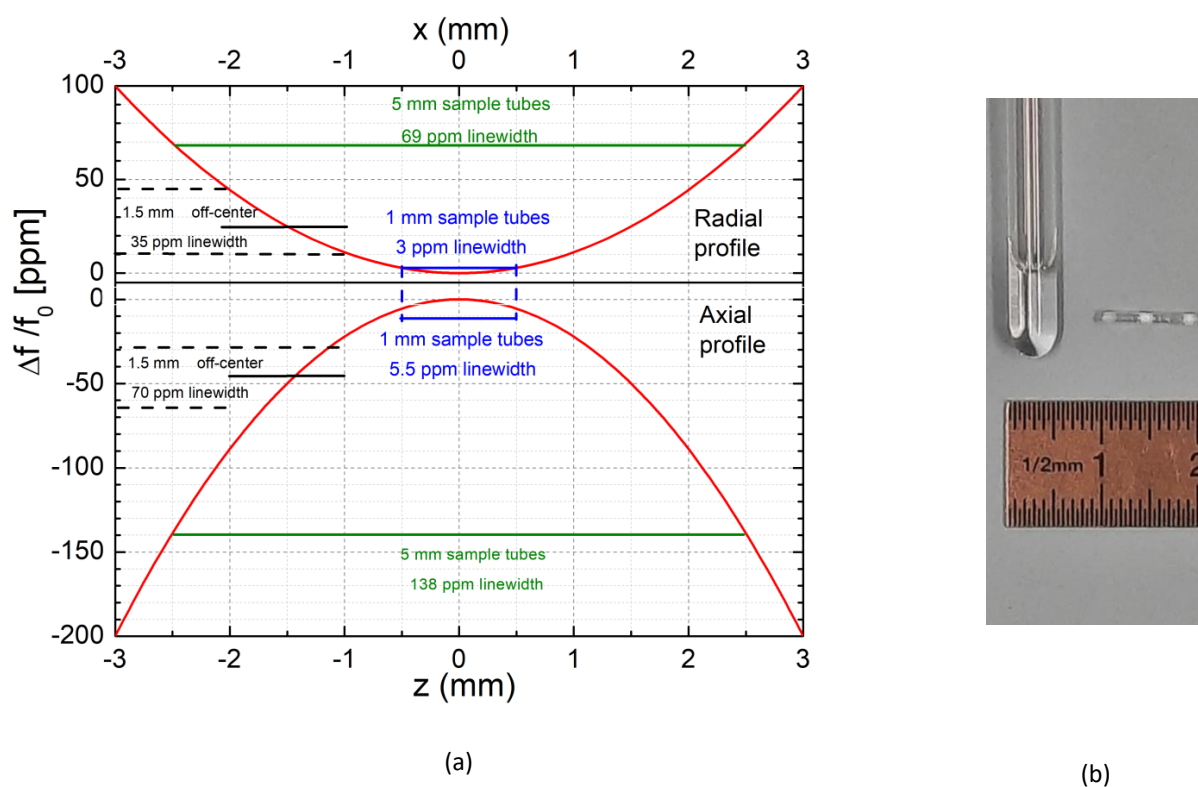 x (mm)
-3 -2 -1 0 1 2 3
100
50
0
0
-50
-100
-150
-200
Δf /f0 [ppm]
5 mm sample tubes
69 ppm linewidth
1.5 mm off-center
35 ppm linewidth
1 mm sample tubes
3 ppm linewidth
Radial
profile
Axial
profile
1.5 mm off-center
70 ppm linewidth
1 mm sample tubes
5.5 ppm linewidth
5 mm sample tubes
138 ppm linewidth
-3 -2 -1 0 1 2 3
z (mm)
(a)
1/2mm 1 2
(b)